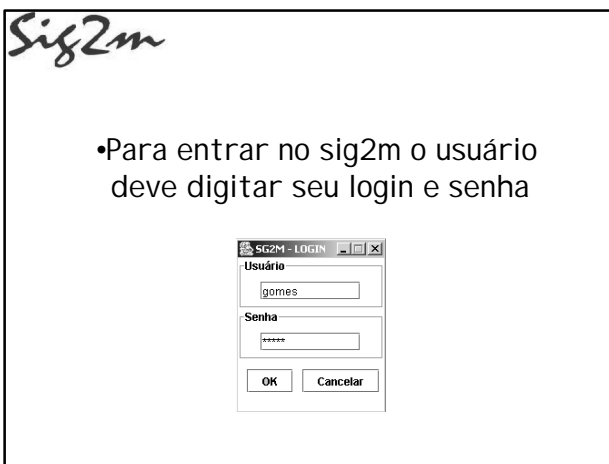 Sig2m
•Para entrar no sig2m o usuário
deve digitar seu login e senha
SG2M - LOGIN
Usuário
gomes
Senha
*****
OK Cancelar